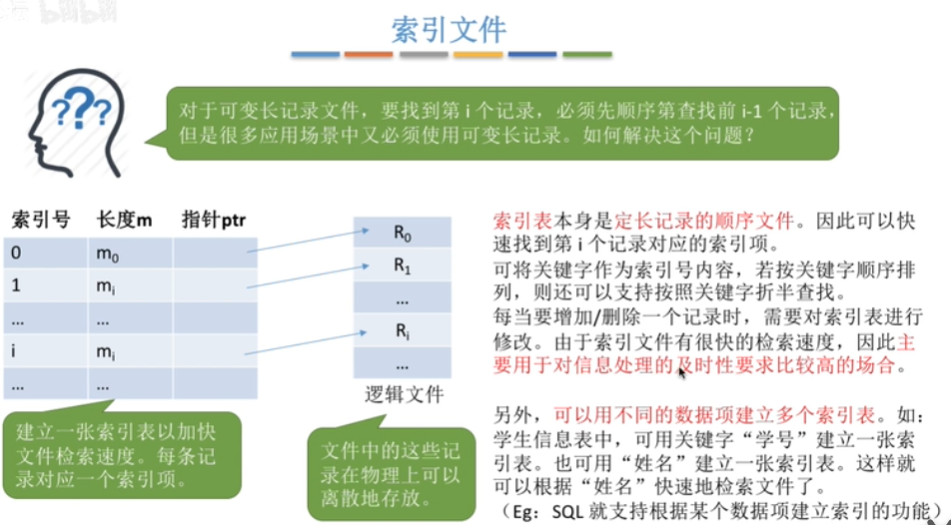 bilibili
索引文件
???
对于可变长记录文件，要找到第 i 个记录，必须先顺序第查找前 i-1 个记录，
但是很多应用场景中又必须使用可变长记录。如何解决这个问题？
索引号 长度m 指针ptr
0 m0
1 mi
... ...
i mi
... ...
R0
R1
...
Ri
...
逻辑文件
建立一张索引表以加快
文件检索速度。每条记
录对应一个索引项。
文件中的这些记
录在物理上可以
离散地存放。
索引表本身是定长记录的顺序文件。因此可以快
速找到第 i 个记录对应的索引项。
可将关键字作为索引号内容，若按关键字顺序排
列，则还可以支持按照关键字折半查找。
每当要增加/删除一个记录时，需要对索引表进行
修改。由于索引文件有很快的检索速度，因此主
要用于对信息处理的及时性要求比较高的场合。
另外，可以用不同的数据项建立多个索引表。如：
学生信息表中，可用关键字“学号”建立一张索
引表。也可用“姓名”建立一张索引表。这样就
可以根据“姓名”快速地检索文件了。
（Eg：SQL 就支持根据某个数据项建立索引的功能）